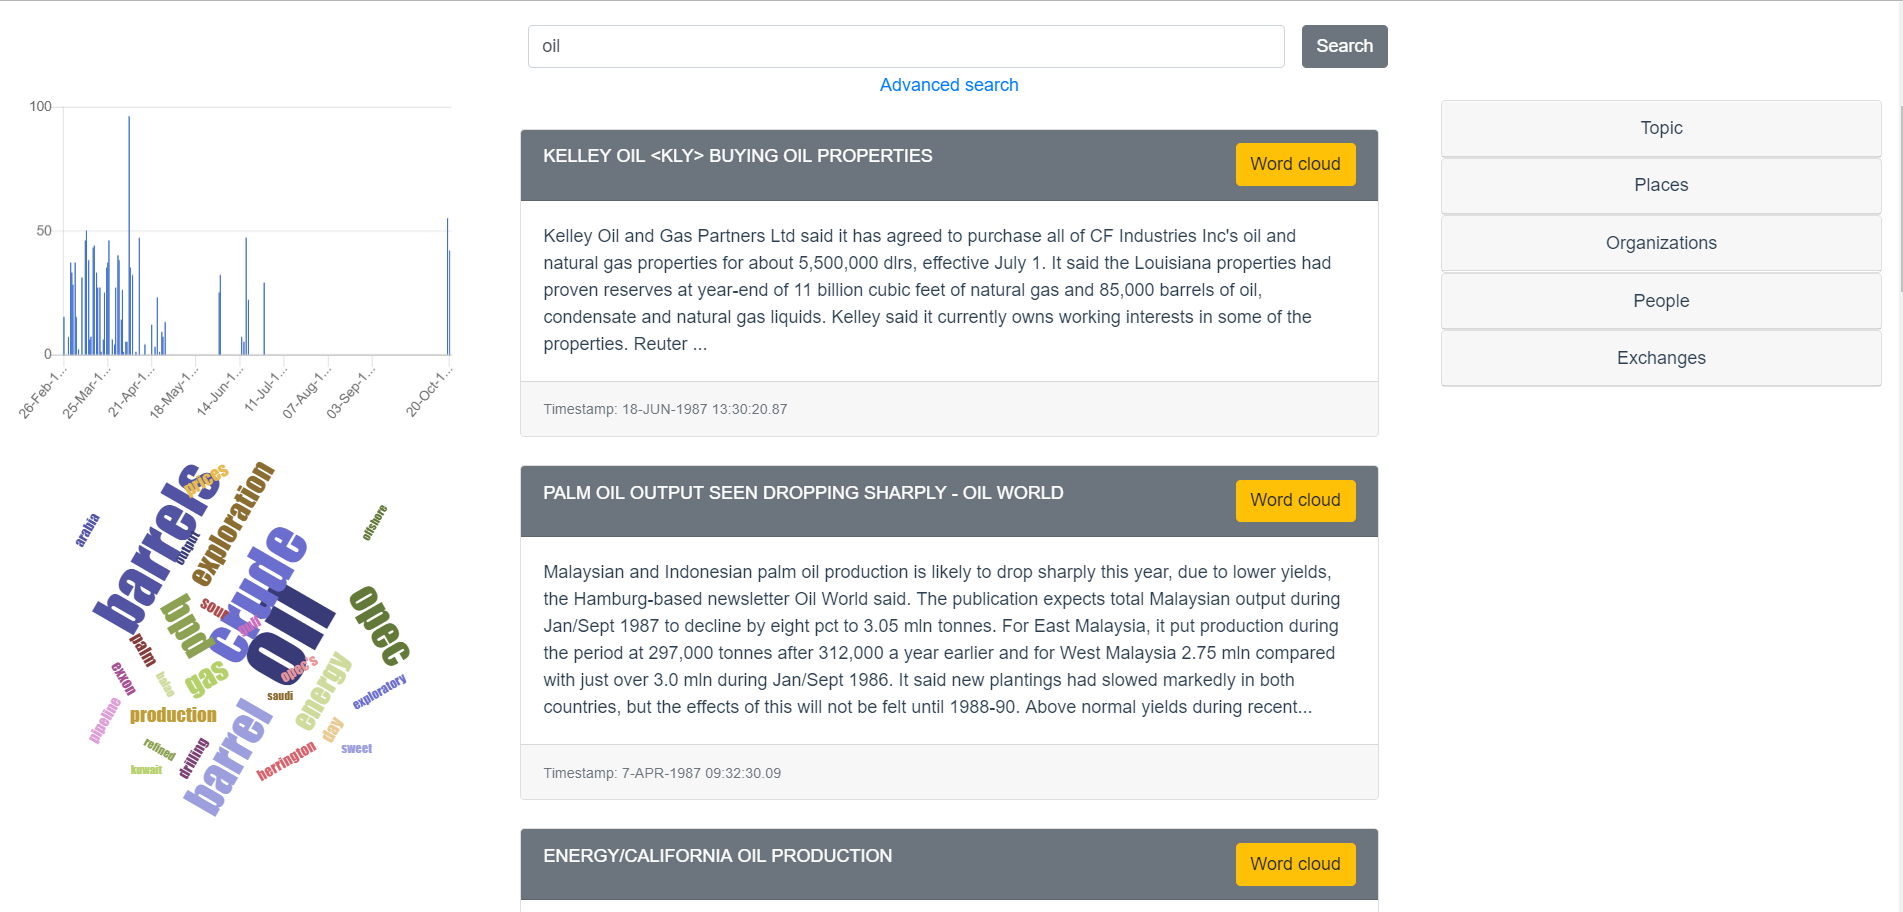 oil
Search
Advanced search
100
50
0
26-Feb-1...
25-Mar-1...
21-Apr-1...
18-May-1...
14-Jun-1...
11-Jul-1...
07-Aug-1...
03-Sep-1...
20-Oct-1...
barrels
prices
exploration
arabia
output
offshore
crude
oil
opec
bpd
sour
gulf
palm
gas
opec's
energy
exxon
saudi
exploratory
pipeline
production
barrel
day
refined
drilling
herrington
sweet
kuwait
KELLEY OIL <KLY> BUYING OIL PROPERTIES
Word cloud
Kelley Oil and Gas Partners Ltd said it has agreed to purchase all of CF Industries Inc's oil and
natural gas properties for about 5,500,000 dlrs, effective July 1. It said the Louisiana properties had
proven reserves at year-end of 11 billion cubic feet of natural gas and 85,000 barrels of oil,
condensate and natural gas liquids. Kelley said it currently owns working interests in some of the
properties. Reuter ...
Timestamp: 18-JUN-1987 13:30:20.87
PALM OIL OUTPUT SEEN DROPPING SHARPLY - OIL WORLD
Word cloud
Malaysian and Indonesian palm oil production is likely to drop sharply this year, due to lower yields,
the Hamburg-based newsletter Oil World said. The publication expects total Malaysian output during
Jan/Sept 1987 to decline by eight pct to 3.05 mln tonnes. For East Malaysia, it put production during
the period at 297,000 tonnes after 312,000 a year earlier and for West Malaysia 2.75 mln compared
with just over 3.0 mln during Jan/Sept 1986. It said new plantings had slowed markedly in both
countries, but the effects of this will not be felt until 1988-90. Above normal yields during recent...
Timestamp: 7-APR-1987 09:32:30.09
ENERGY/CALIFORNIA OIL PRODUCTION
Word cloud
Topic
Places
Organizations
People
Exchanges